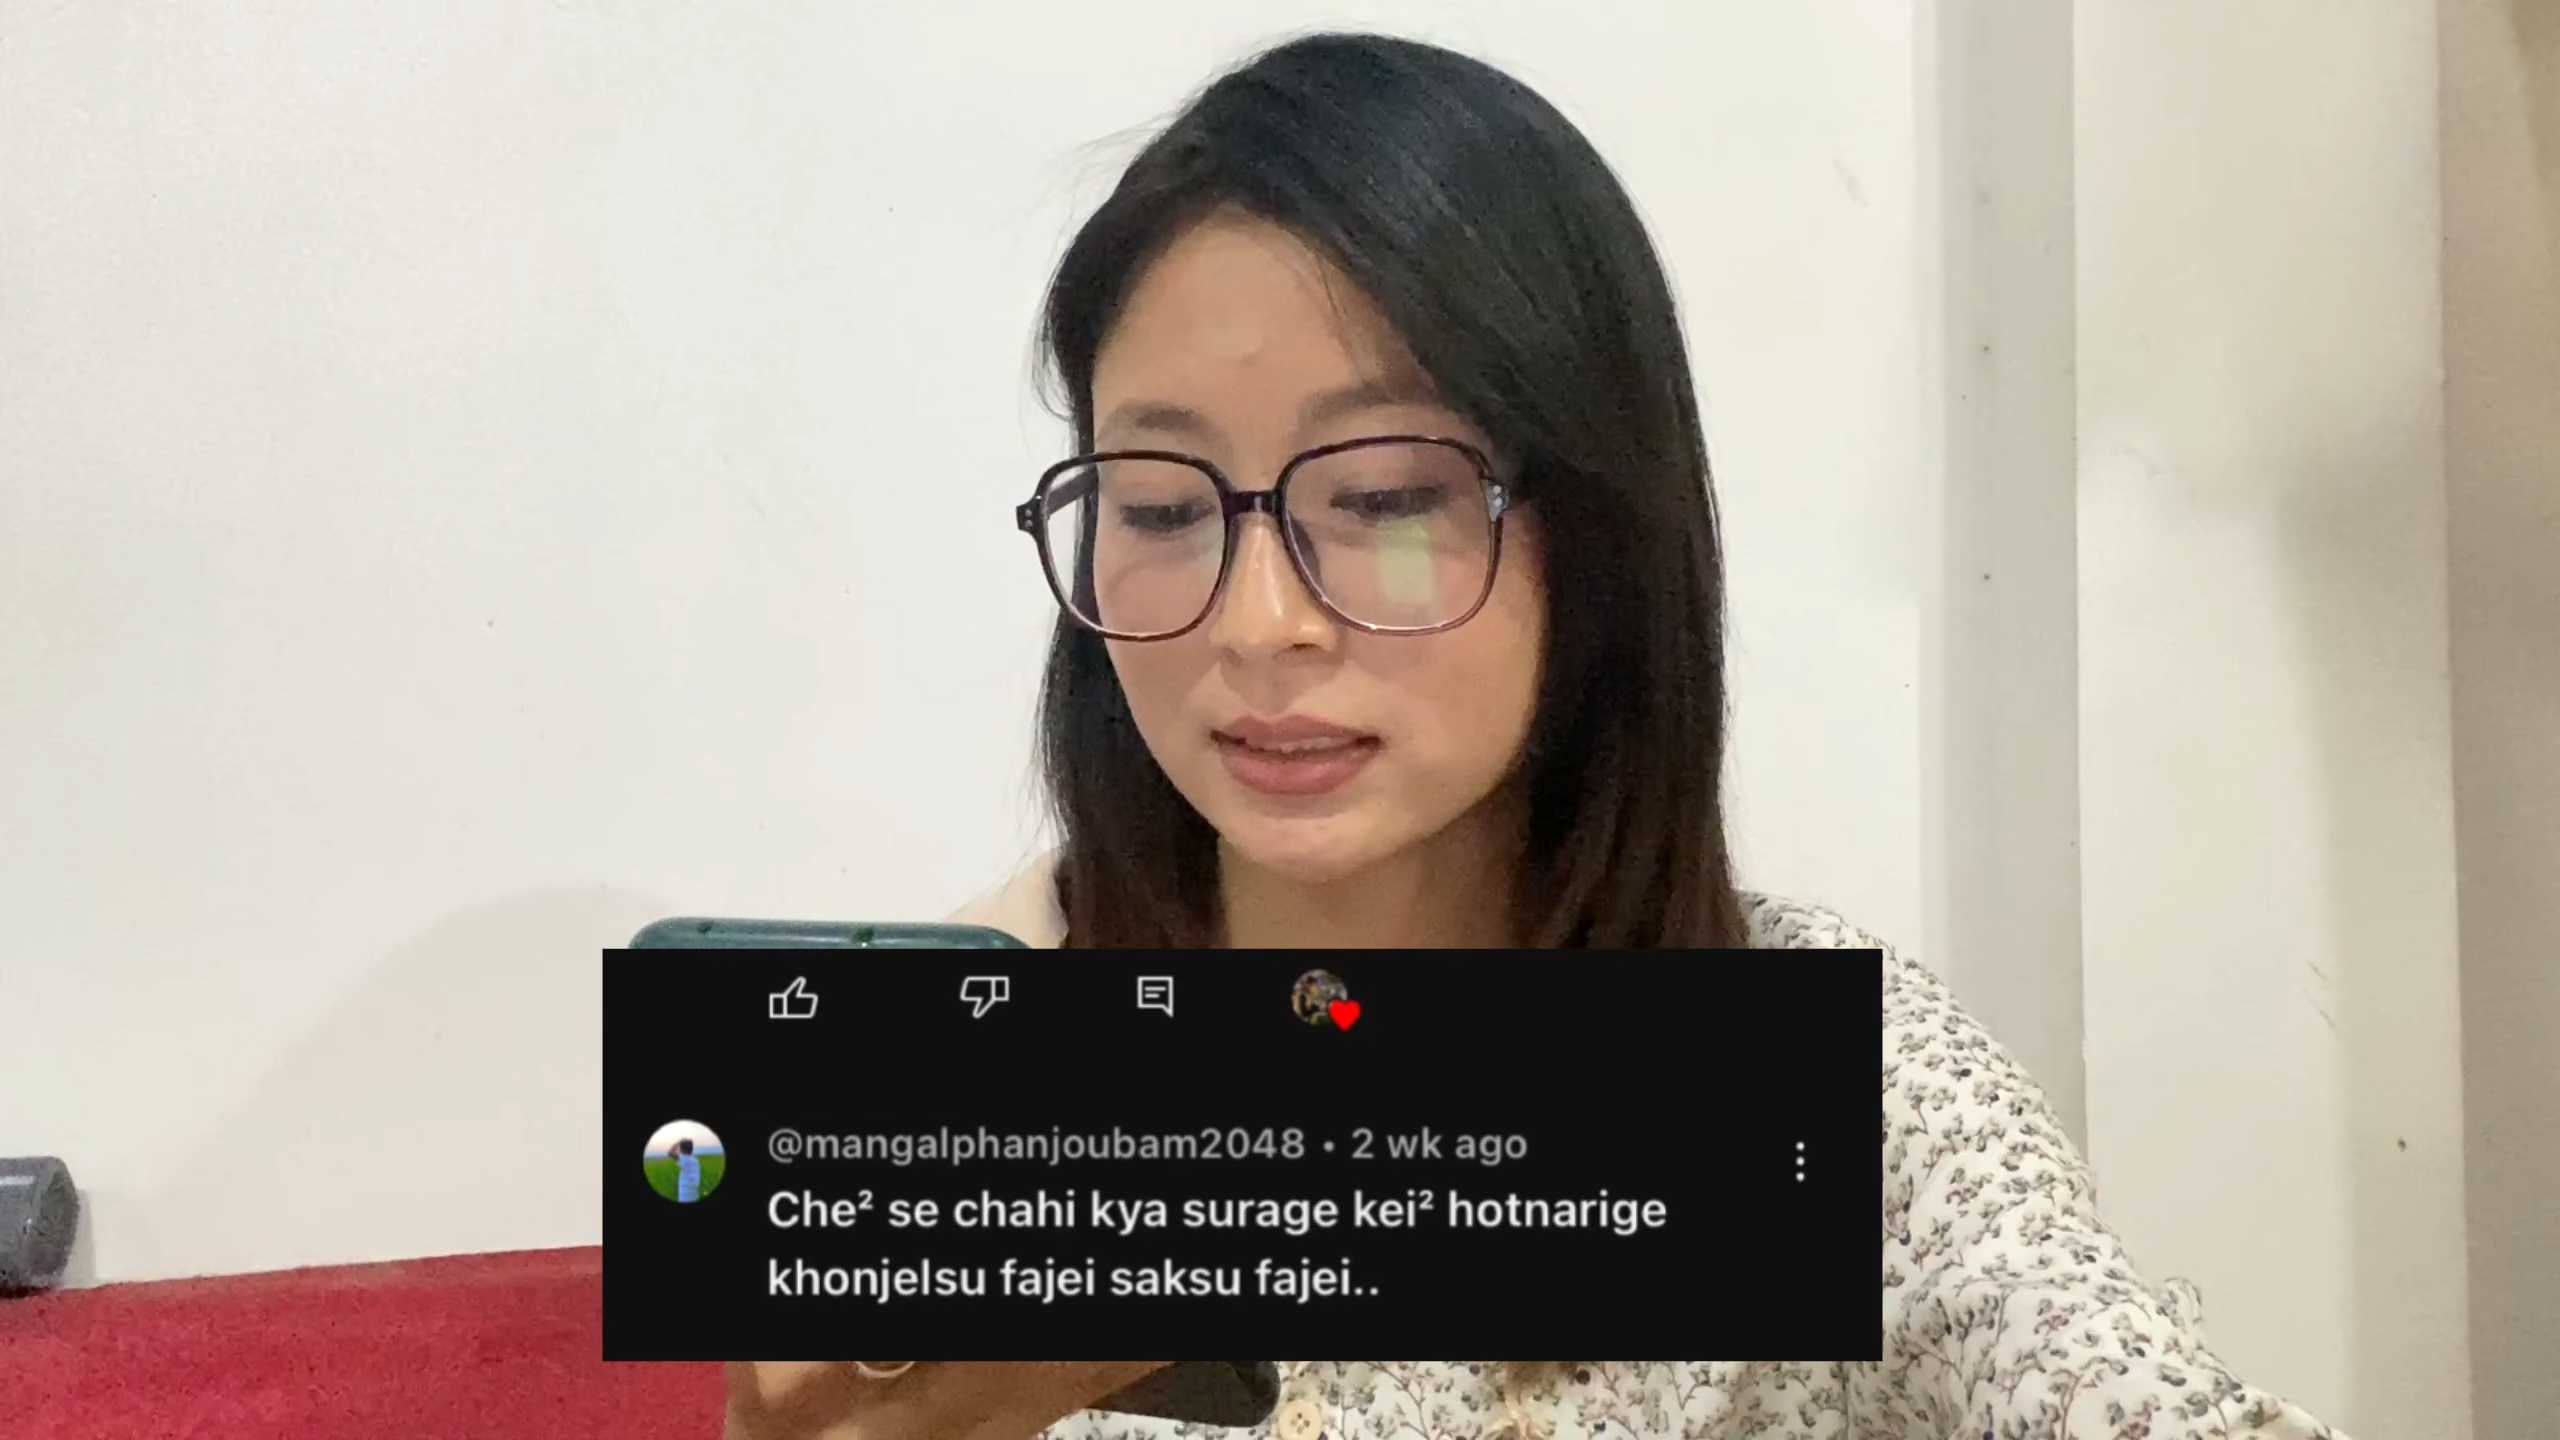 @mangalphanjoubam2048 • 2 wk ago
Che² se chahi kya surage kei² hotnarige
khonjelsu fajei saksu fajei..